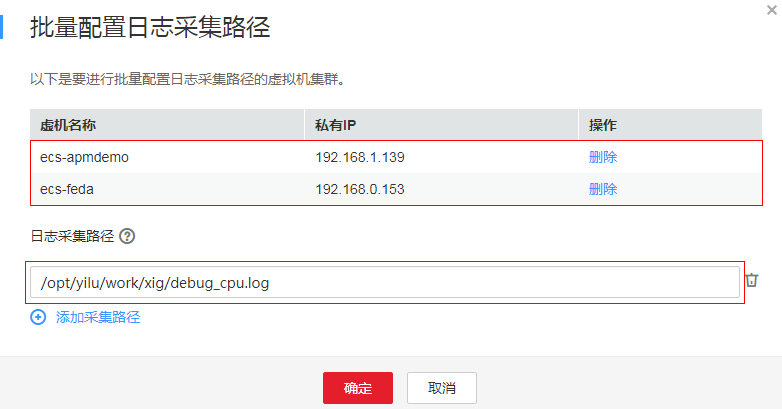 批量配置日志采集路径
以下是要进行批量配置日志采集路径的虚拟机集群。
虚机名称 私有IP 操作
ecs-apmdemo 192.168.1.139 删除
ecs-feda 192.168.0.153 删除
日志采集路径 ?
/opt/yilu/work/xig/debug_cpu.log
添加采集路径
确定 取消